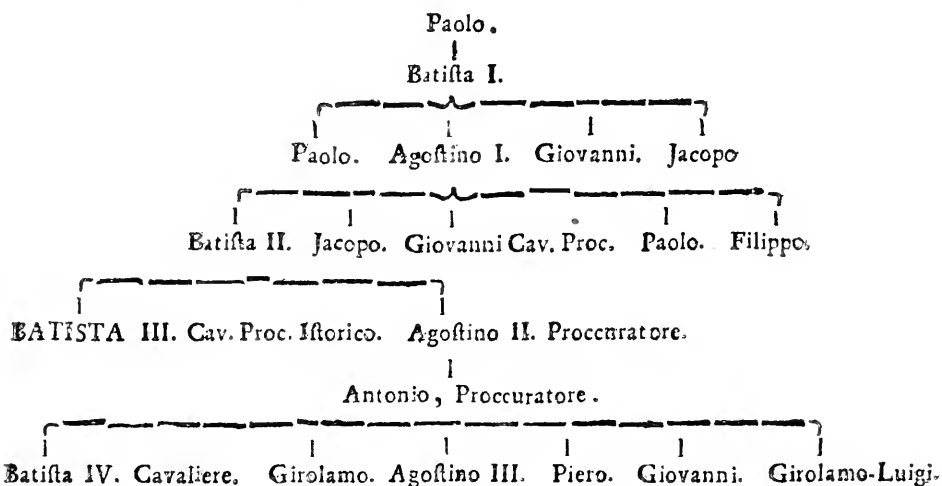 Paolo.
Batiſta I.
Paolo. Agoſtino I. Giovanni. Jacopo
Batiſta II. Jacopo. Giovanni Cav. Proc. Paolo. Filippo.
BATISTA III. Cav. Proc. Iſtorico. Agoſtino II. Proccuratore.
Antonio, Proccuratore.
Batiſta IV. Cavaliere. Girolamo. Agoſtino III. Piero. Giovanni. Girolamo-Luigi.